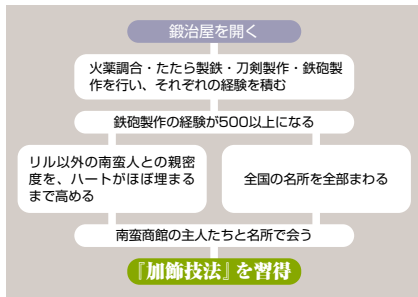 鍛冶屋を開く
火薬調合・たたら製鉄・刀剣製作・鉄砲製
作を行い、それぞれの経験を積む
鉄砲製作の経験が500以上になる
リル以外の南蛮人との親密
度を、ハートがほぼ埋まる
まで高める
全国の名所を全部まわる
南蛮商館の主人たちと名所で会う
『加飾技法』を習得